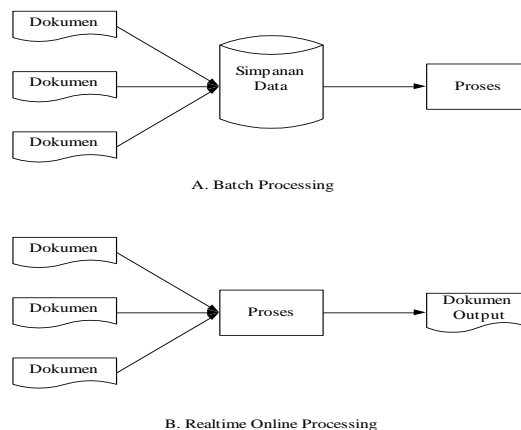 Dokumen
Dokumen
Dokumen
Simpanan
Data
Proses
A. Batch Processing
Dokumen
Dokumen
Dokumen
Proses
Dokumen
Output
B. Realtime Online Processing